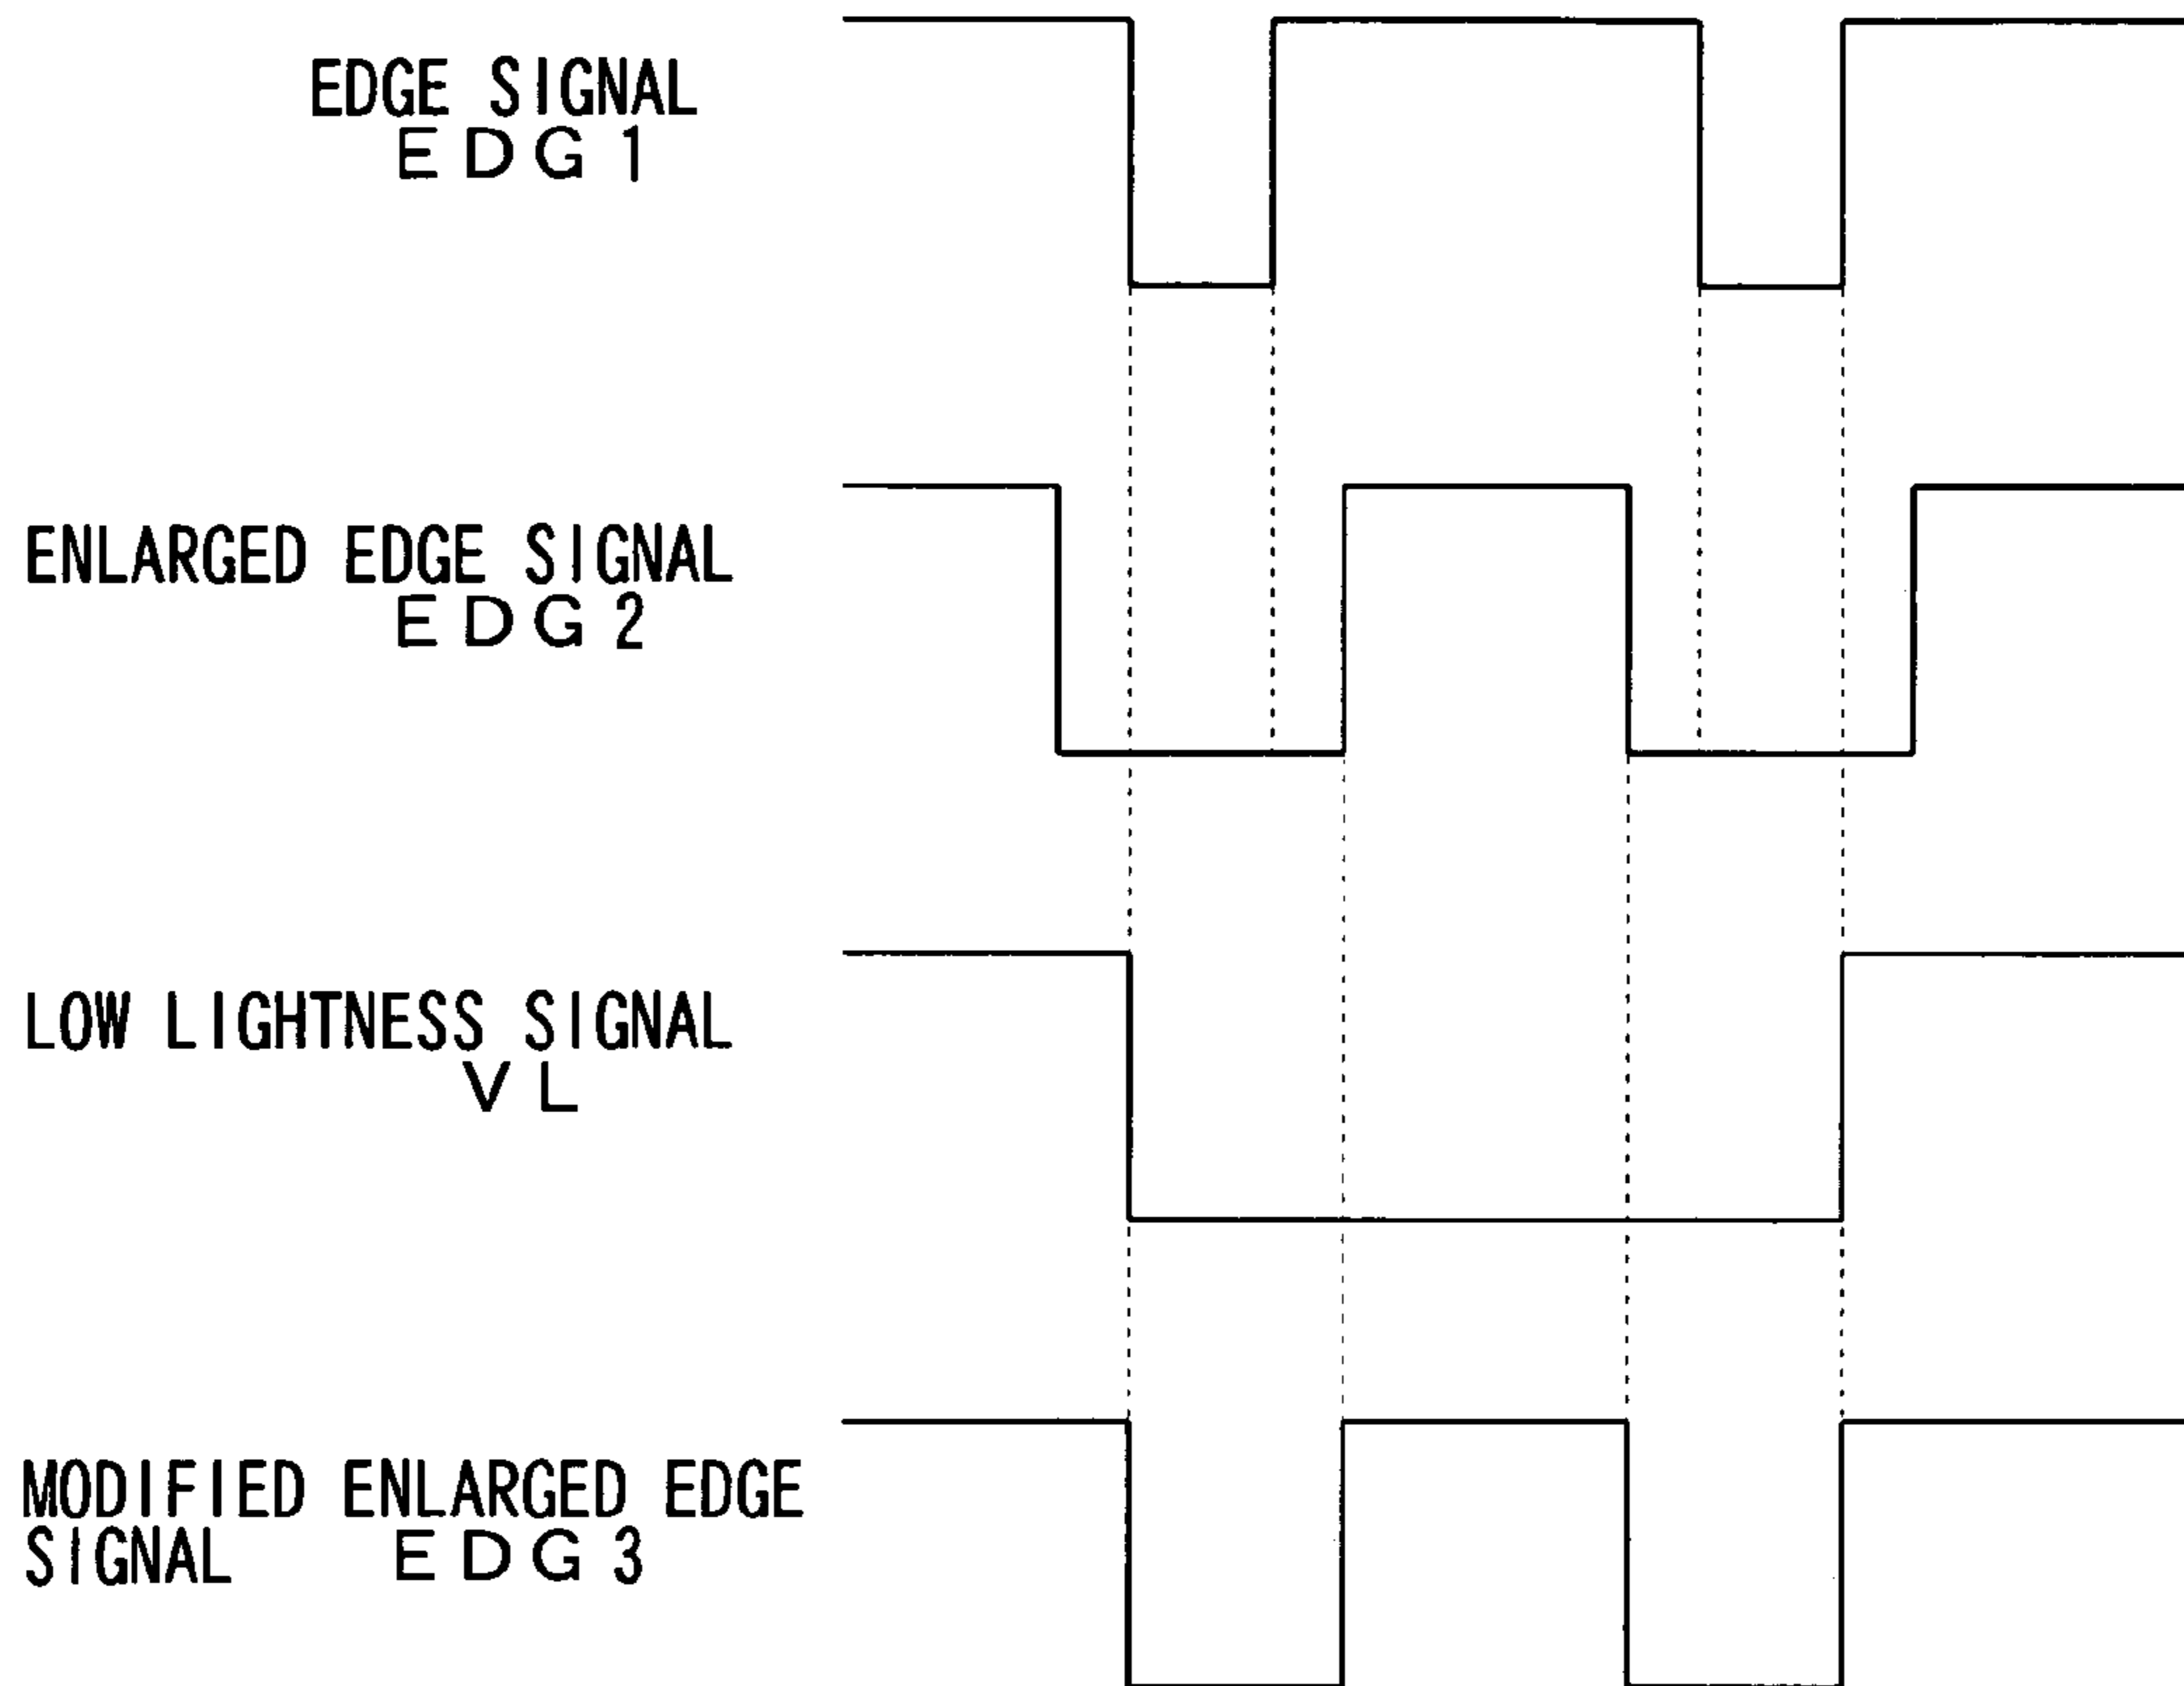 EDGE SIGNAL
EDG1
ENLARGED EDGE SIGNAL
EDG2
LOW LIGHTNESS SIGNAL
VL
MODIFIED ENLARGED EDGE
SIGNAL EDG3